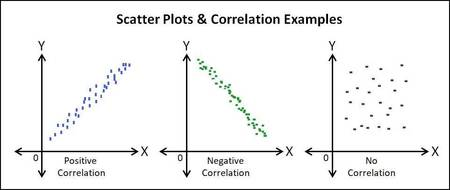 Scatter Plots & Correlation Examples
Y
Y
Y
0
X
0
X
0
X
Positive
Correlation
Negative
Correlation
No
Correlation